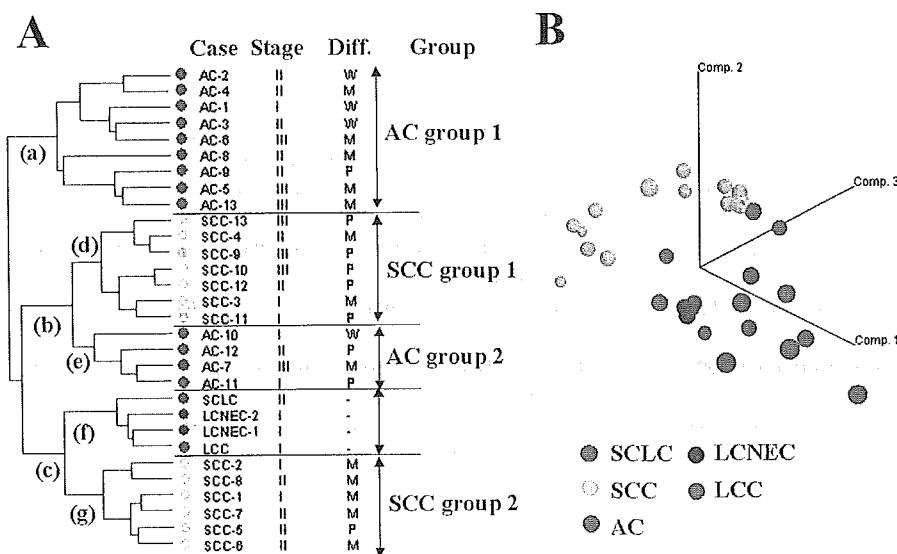 A
Case Stage Diff. Group
AC-2 II W
AC-4 II M
AC-1 I W
AC-3 II W
AC-6 III M
AC-8 II M
AC-9 II P
AC-5 III M
AC-13 III M
AC group 1
(a)
SCC-13 III P
SCC-4 II M
SCC-9 III P
SCC-10 III P
SCC-12 II P
SCC-3 I M
SCC-11 I P
SCC group 1
(d)
(b)
AC-10 I W
AC-12 II P
AC-7 III M
AC-11 I P
AC group 2
(e)
SCLC II -
LCNEC-2 I -
LCNEC-1 I -
LCC I -
(f)
(c)
SCC-2 I M
SCC-8 II M
SCC-1 I M
SCC-7 II M
SCC-5 II P
SCC-6 II M
SCC group 2
(g)
B
Comp. 2
Comp. 3
Comp. 1
SCLC LCNEC
SCC LCC
AC